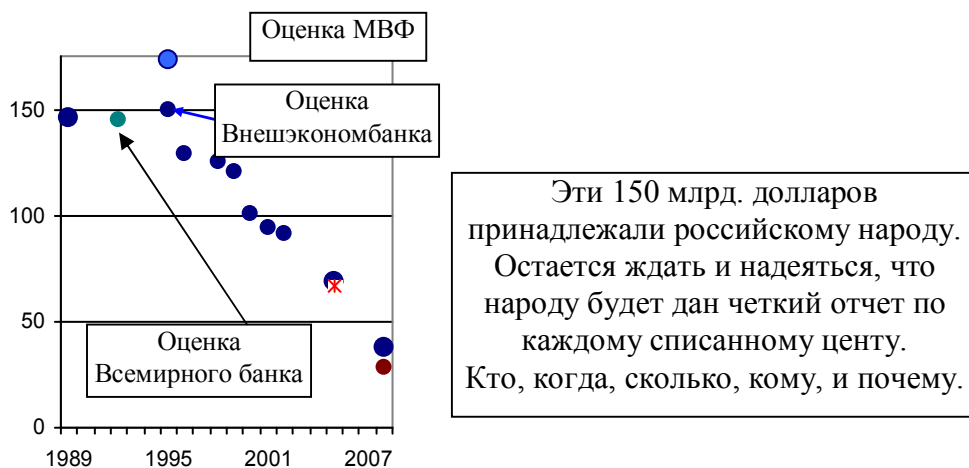 Оценка МВФ
150
Оценка
Внешэкономбанка
100
Эти 150 млрд. долларов
принадлежали российскому народу.
Остается ждать и надеяться, что
народу будет дан четкий отчет по
каждому списанному центу.
Кто, когда, сколько, кому, и почему.
50
Оценка
Всемирного банка
0
1989 1995 2001 2007